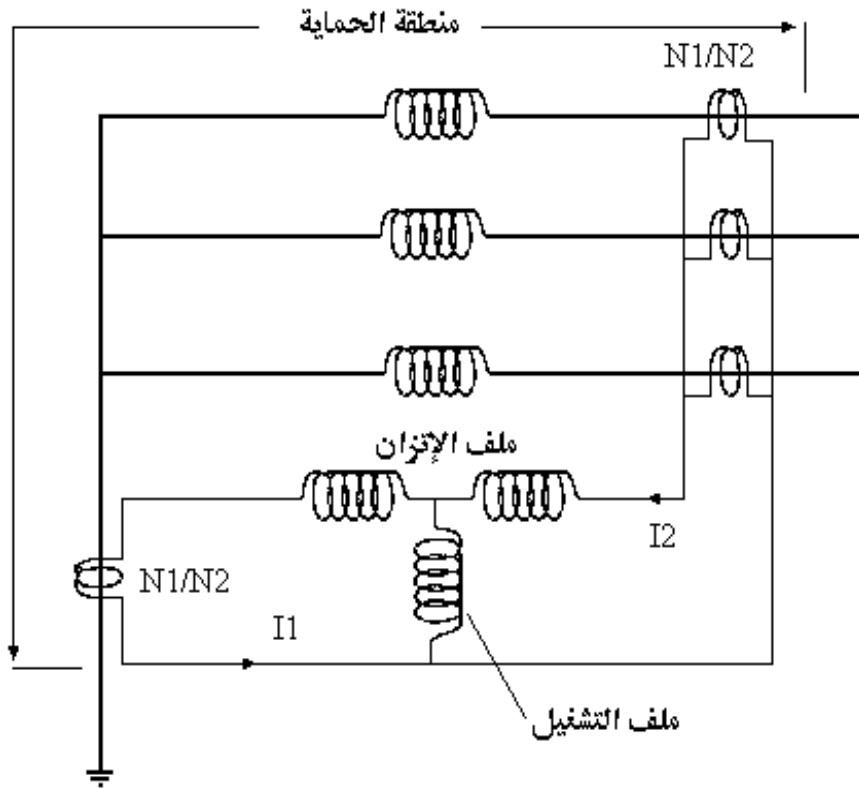 منطقة الحماية
N1/N2
ملف الإتزان
I2
N1/N2
I1
ملف التشغيل